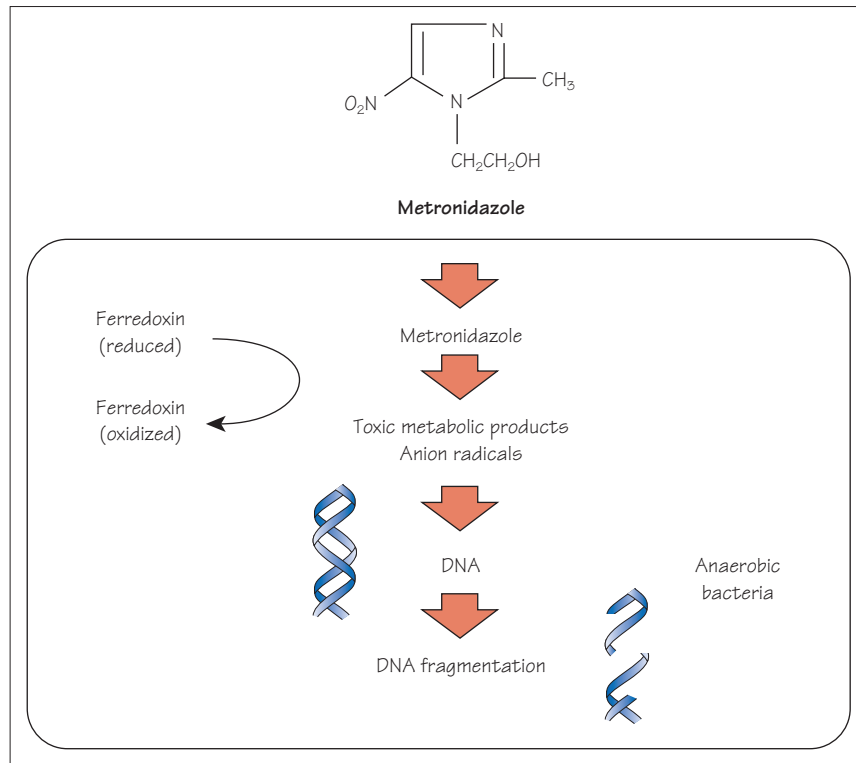 N
O₂N
N
CH₃
CH₂CH₂OH
Metronidazole
Ferredoxin
(reduced)
Metronidazole
Ferredoxin
(oxidized)
Toxic metabolic products
Anion radicals
DNA
Anaerobic
bacteria
DNA fragmentation